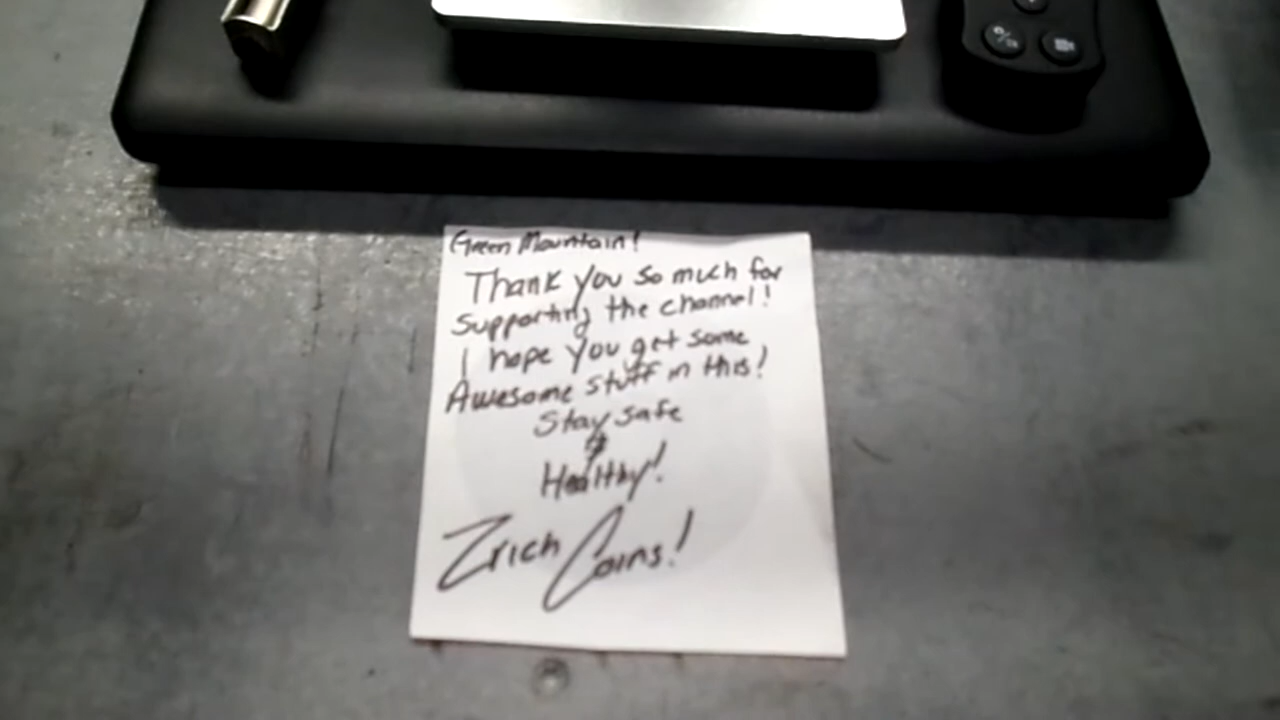 Green Mountain!
Thank you so much for
supporting the channel!
I hope you get some
Awesome stuff in this!
Stay safe
&
Healthy!
Zrich Coins!